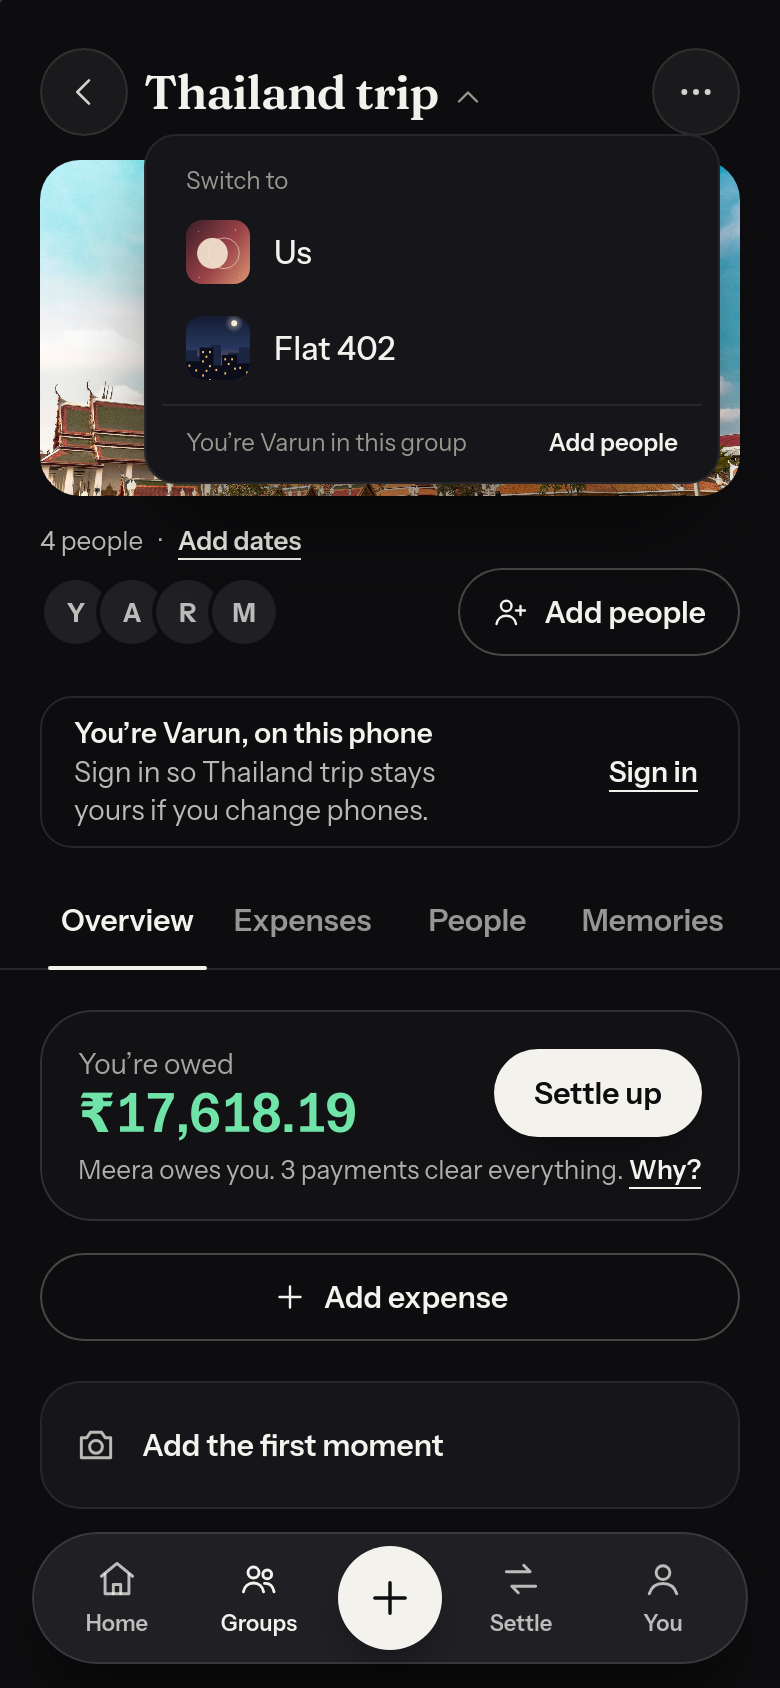 Thailand trip
Switch to
Us
Flat 402
You’re Varun in this group
Add people
4 people · Add dates
Y A R M
Add people
You’re Varun, on this phone
Sign in so Thailand trip stays
yours if you change phones.
Sign in
Overview Expenses People Memories
You’re owed
₹17,618.19
Settle up
Meera owes you. 3 payments clear everything. Why?
Add expense
Add the first moment
Home Groups Settle You